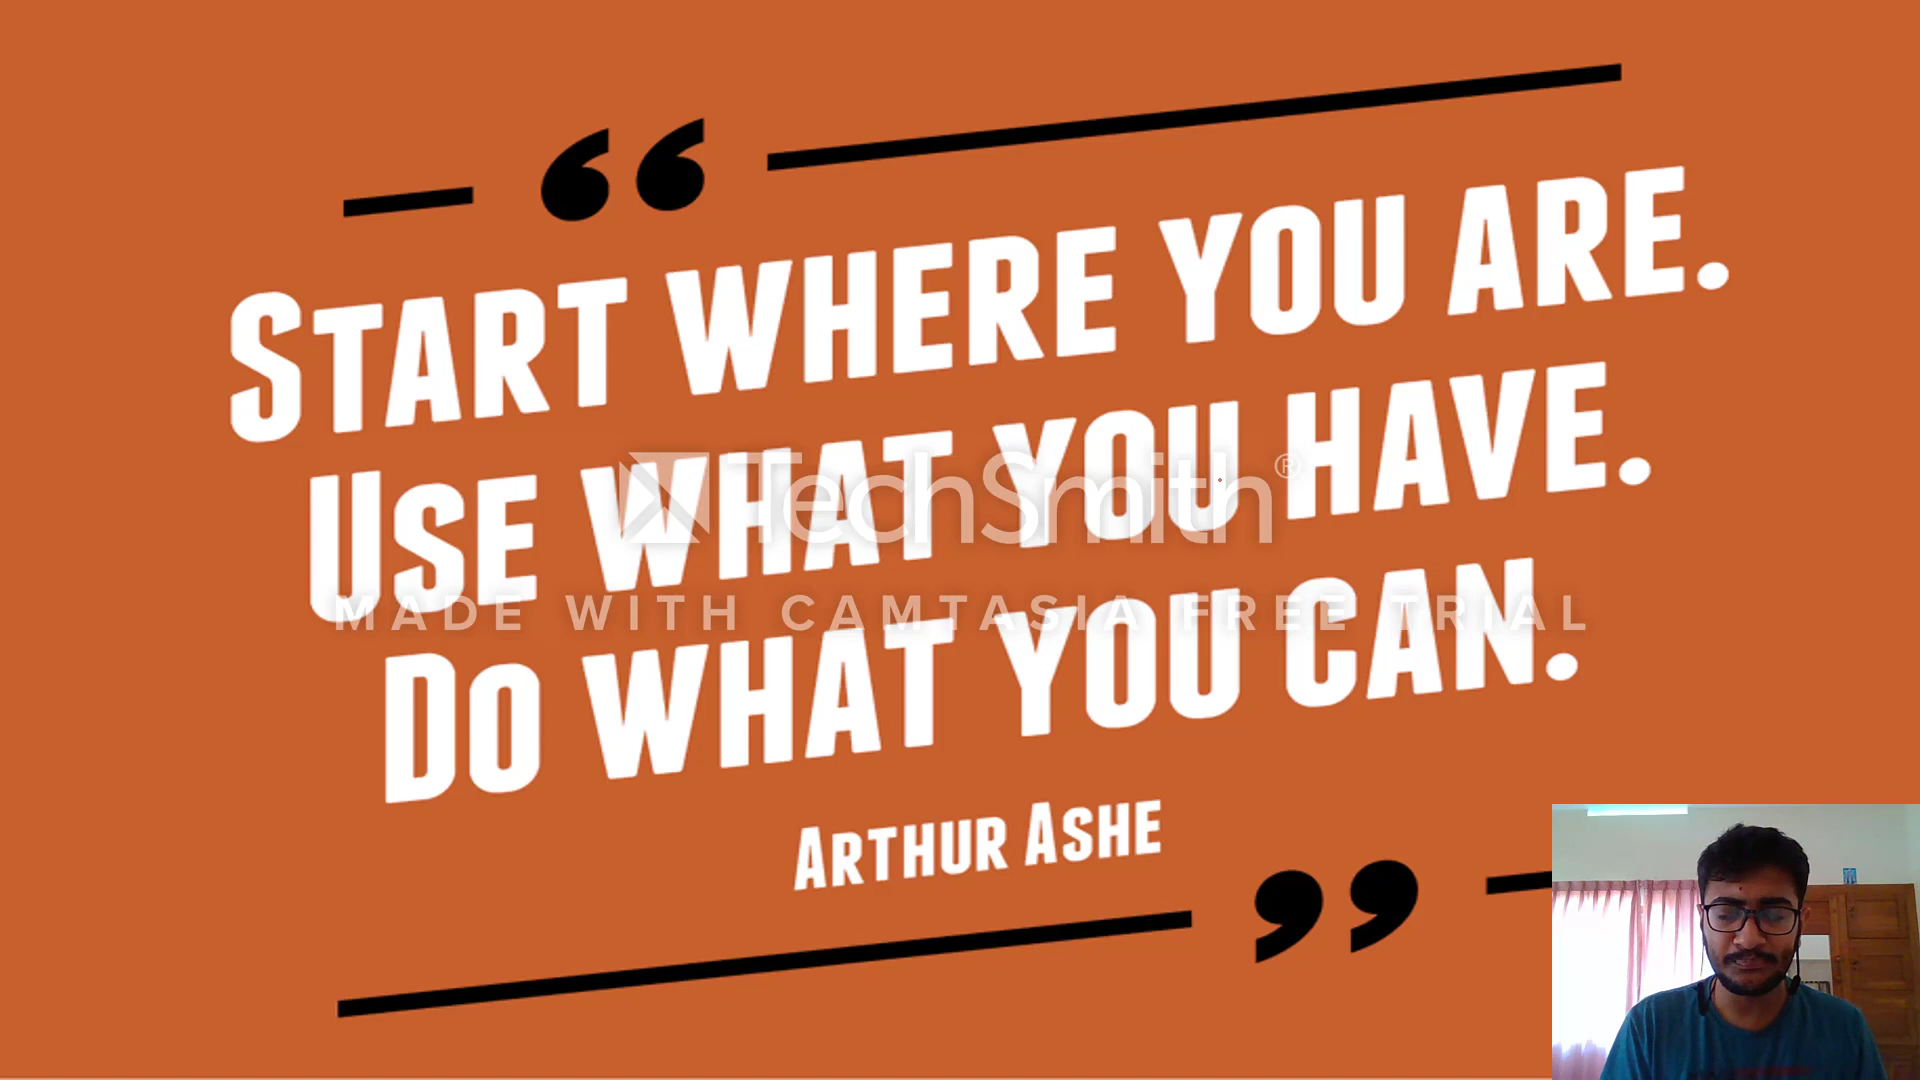 START WHERE YOU ARE.
USE WHAT YOU HAVE.
TechSmith®
MADE WITH CAMTASIA FREE TRIAL
DO WHAT YOU CAN.
ARTHUR ASHE